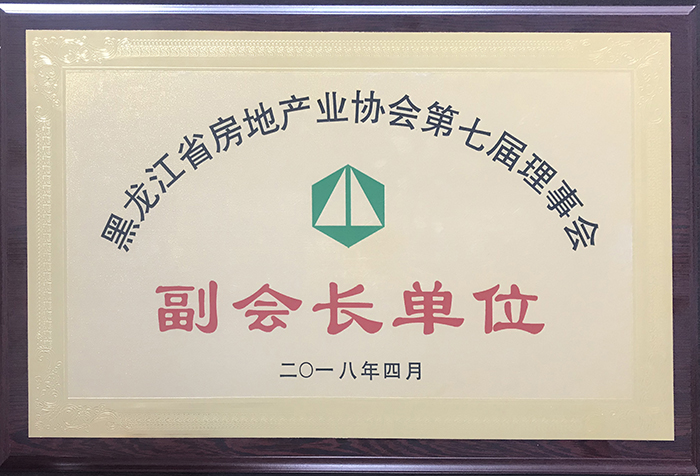 黑龙江省房地产业协会第七届理事会
副会长单位
二〇一八年四月